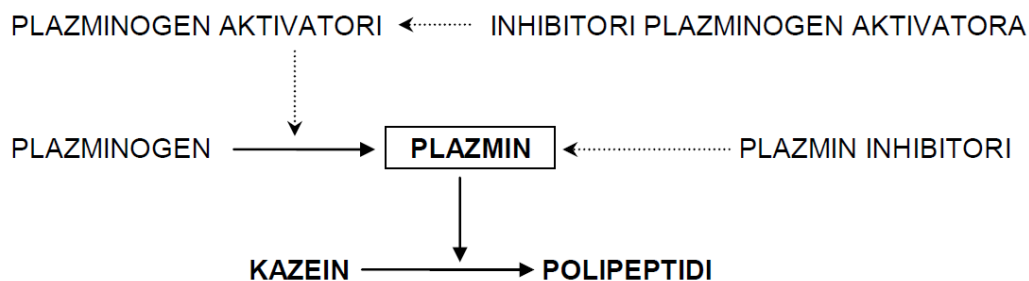 PLAZMINOGEN AKTIVATORI INHIBITORI PLAZMINOGEN AKTIVATORA
PLAZMINOGEN PLAZMIN PLAZMIN INHIBITORI
KAZEIN POLIPEPTIDI